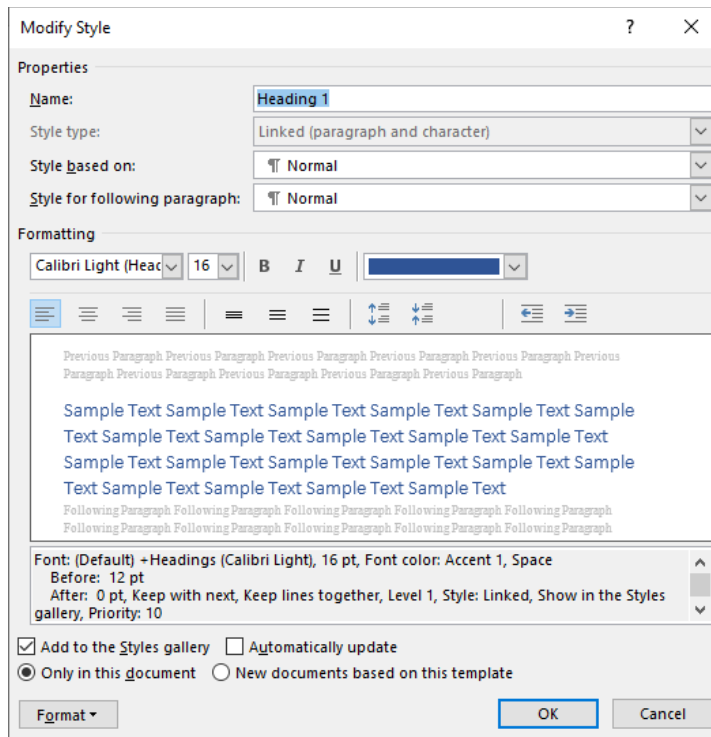 Modify Style ? ×
Properties
Name: Heading 1
Style type: Linked (paragraph and character)
Style based on: ¶ Normal
Style for following paragraph: ¶ Normal
Formatting
Calibri Light (Head 16 B I U
Previous Paragraph Previous Paragraph Previous Paragraph Previous Paragraph Previous Paragraph Previous
Paragraph Previous Paragraph Previous Paragraph Previous Paragraph Previous Paragraph
Sample Text Sample Text Sample Text Sample Text Sample Text Sample
Text Sample Text Sample Text Sample Text Sample Text Sample Text
Sample Text Sample Text Sample Text Sample Text Sample Text Sample
Text Sample Text Sample Text Sample Text Sample Text
Following Paragraph Following Paragraph Following Paragraph Following Paragraph Following Paragraph
Following Paragraph Following Paragraph Following Paragraph Following Paragraph Following Paragraph
Font: (Default) +Headings (Calibri Light), 16 pt, Font color: Accent 1, Space
Before: 12 pt
After: 0 pt, Keep with next, Keep lines together, Level 1, Style: Linked, Show in the Styles
gallery, Priority: 10
Add to the Styles gallery Automatically update
Only in this document New documents based on this template
Format OK Cancel